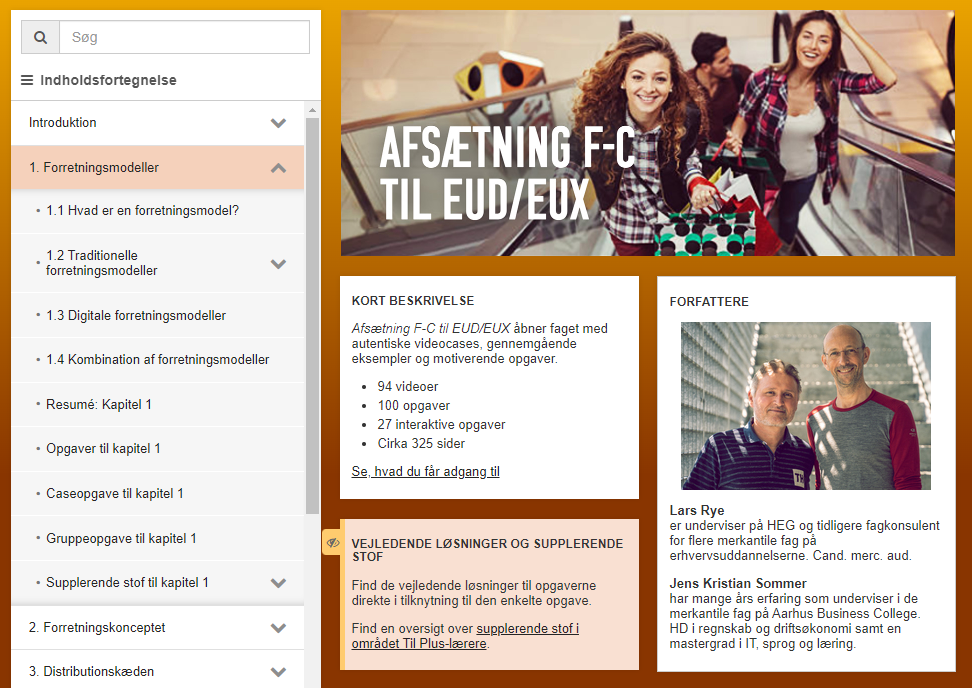 Søg
Indholdsfortegnelse
Introduktion
1. Forretningsmodeller
1.1 Hvad er en forretningsmodel?
1.2 Traditionelle
forretningsmodeller
1.3 Digitale forretningsmodeller
1.4 Kombination af forretningsmodeller
Resumé: Kapitel 1
Opgaver til kapitel 1
Caseopgave til kapitel 1
Gruppeopgave til kapitel 1
Supplerende stof til kapitel 1
2. Forretningskonceptet
3. Distributionskæden
AFSÆTNING F-C
TIL EUD/EUX
KORT BESKRIVELSE
Afsætning F-C til EUD/EUX åbner faget med
autentiske videocases, gennemgående
eksempler og motiverende opgaver.
• 94 videoer
• 100 opgaver
• 27 interaktive opgaver
• Cirka 325 sider
Se, hvad du får adgang til
VEJLEDENDE LØSNINGER OG SUPPLERENDE
STOF
Find de vejledende løsninger til opgaverne
direkte i tilknytning til den enkelte opgave.
Find en oversigt over supplerende stof i
området Til Plus-lærere.
FORFATTERE
Lars Rye
er underviser på HEG og tidligere fagkonsulent
for flere merkantile fag på
erhvervsuddannelserne. Cand. merc. aud.
Jens Kristian Sommer
har mange års erfaring som underviser i de
merkantile fag på Aarhus Business College.
HD i regnskab og driftsøkonomi samt en
mastergrad i IT, sprog og læring.